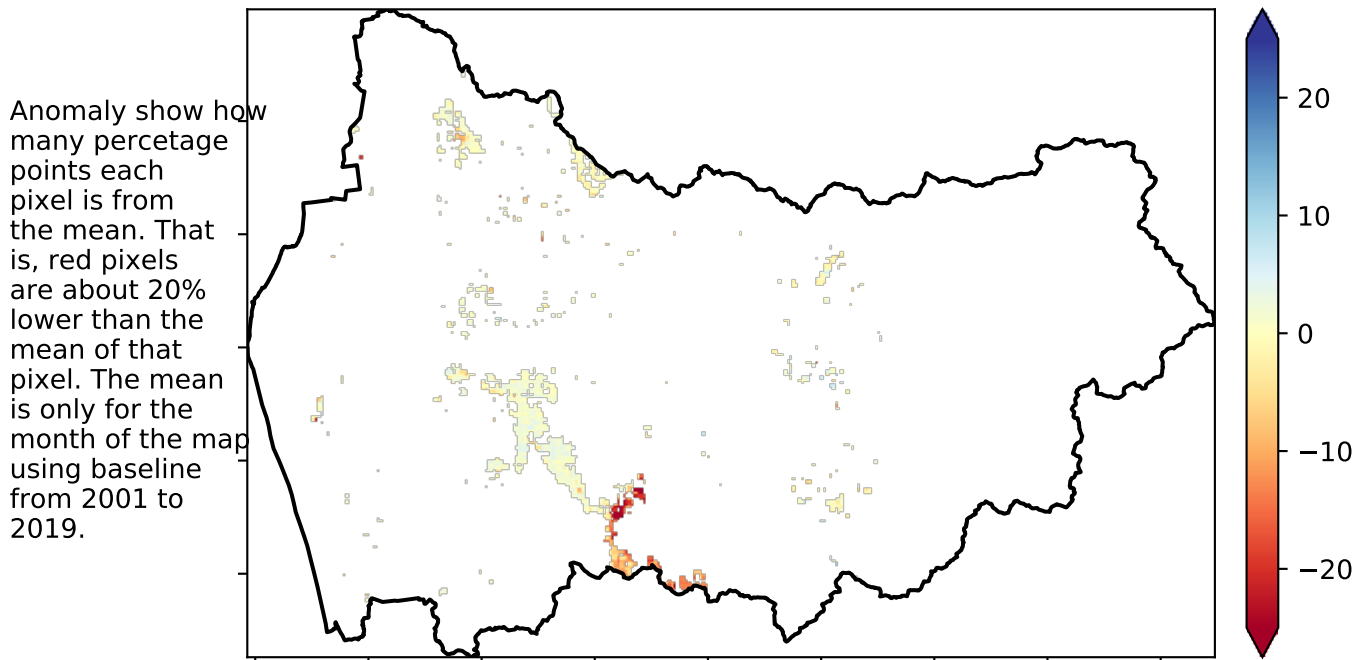 Anomaly show how
many percetage
points each
pixel is from
the mean. That
is, red pixels
are about 20%
lower than the
mean of that
pixel. The mean
is only for the
month of the map
using baseline
from 2001 to
2019.
20
10
0
−10
−20